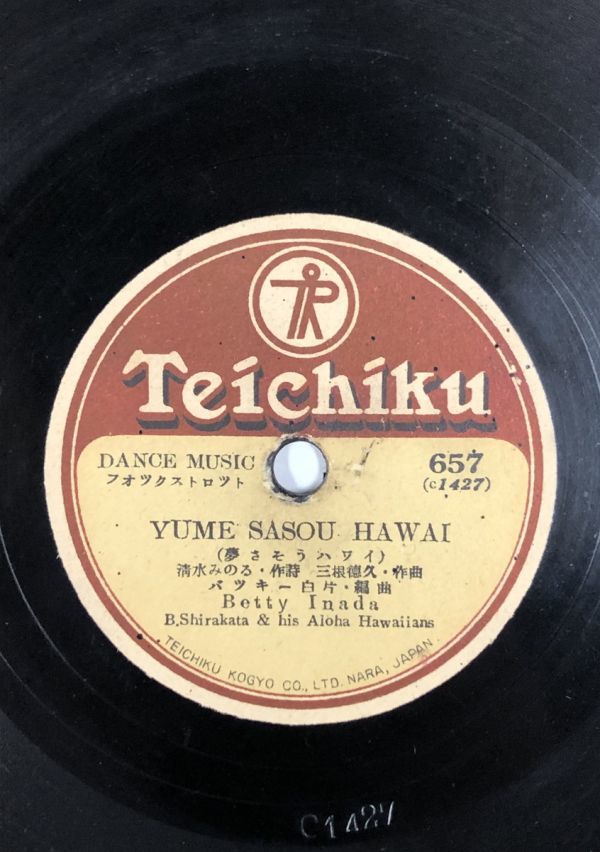 Teichiku
DANCE MUSIC
フオツクストロツト
657
(c1427)
YUME SASOU HAWAI
(夢さそうハワイ)
清水みのる・作詩 三根德久・作曲
バツキー白片・編曲
Betty Inada
B.Shirakata & his Aloha Hawaiians
TEICHIKU KOGYO CO., LTD. NARA, JAPAN.
C1427